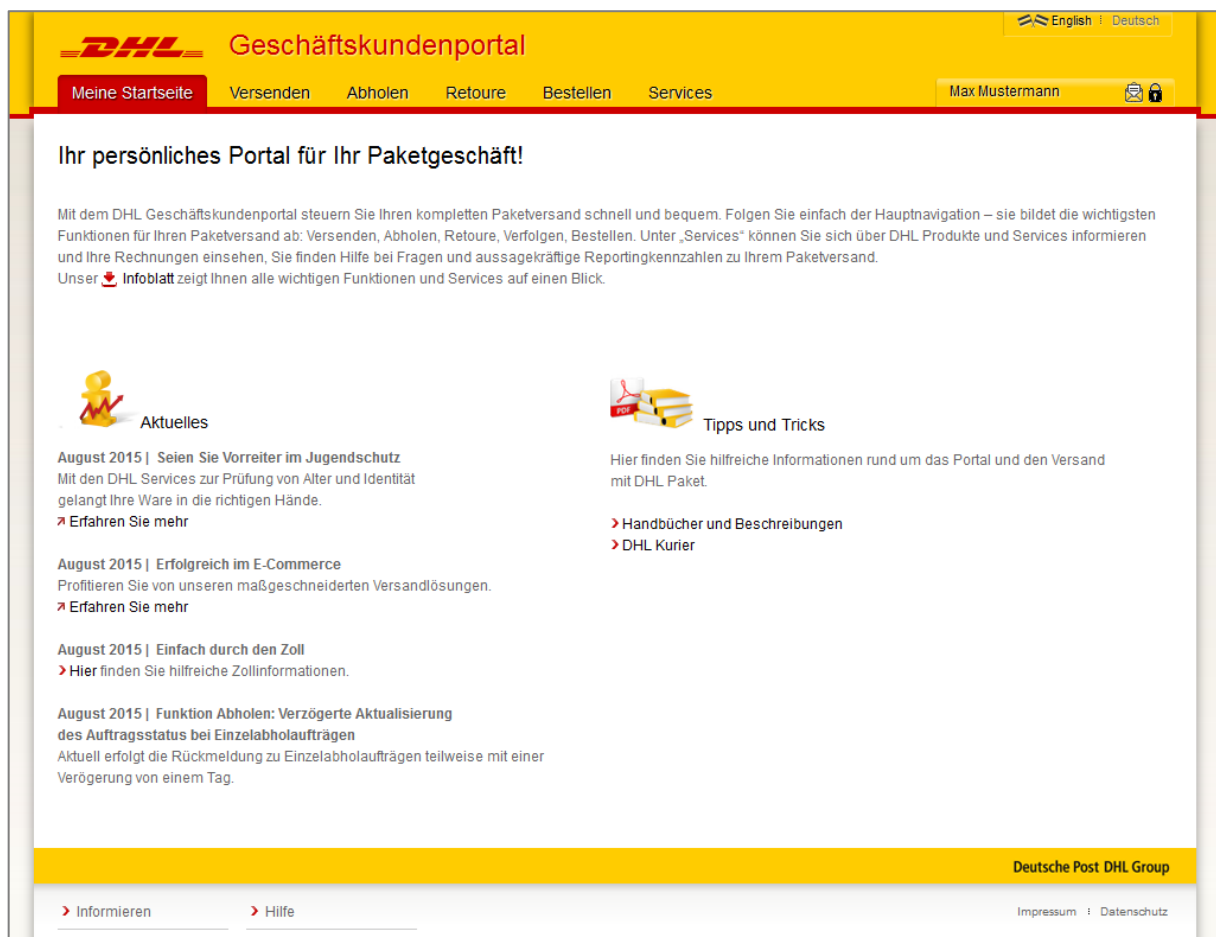 English Deutsch
DHL Geschäftskundenportal
Meine Startseite Versenden Abholen Retoure Bestellen Services Max Mustermann
Ihr persönliches Portal für Ihr Paketgeschäft!
Mit dem DHL Geschäftskundenportal steuern Sie Ihren kompletten Paketversand schnell und bequem. Folgen Sie einfach der Hauptnavigation – sie bildet die wichtigsten
Funktionen für Ihren Paketversand ab: Versenden, Abholen, Retoure, Verfolgen, Bestellen. Unter „Services“ können Sie sich über DHL Produkte und Services informieren
und Ihre Rechnungen einsehen, Sie finden Hilfe bei Fragen und aussagekräftige Reportingkennzahlen zu Ihrem Paketversand.
Unser Infoblatt zeigt Ihnen alle wichtigen Funktionen und Services auf einen Blick.
Aktuelles
August 2015 | Seien Sie Vorreiter im Jugendschutz
Mit den DHL Services zur Prüfung von Alter und Identität
gelangt Ihre Ware in die richtigen Hände.
Erfahren Sie mehr
August 2015 | Erfolgreich im E-Commerce
Profitieren Sie von unseren maßgeschneiderten Versandlösungen.
Erfahren Sie mehr
August 2015 | Einfach durch den Zoll
Hier finden Sie hilfreiche Zollinformationen.
August 2015 | Funktion Abholen: Verzögerte Aktualisierung
des Auftragsstatus bei Einzelabholaufträgen
Aktuell erfolgt die Rückmeldung zu Einzelabholaufträgen teilweise mit einer
Verögerung von einem Tag.
PDF
Tipps und Tricks
Hier finden Sie hilfreiche Informationen rund um das Portal und den Versand
mit DHL Paket.
Handbücher und Beschreibungen
DHL Kurier
Deutsche Post DHL Group
Informieren Hilfe Impressum Datenschutz